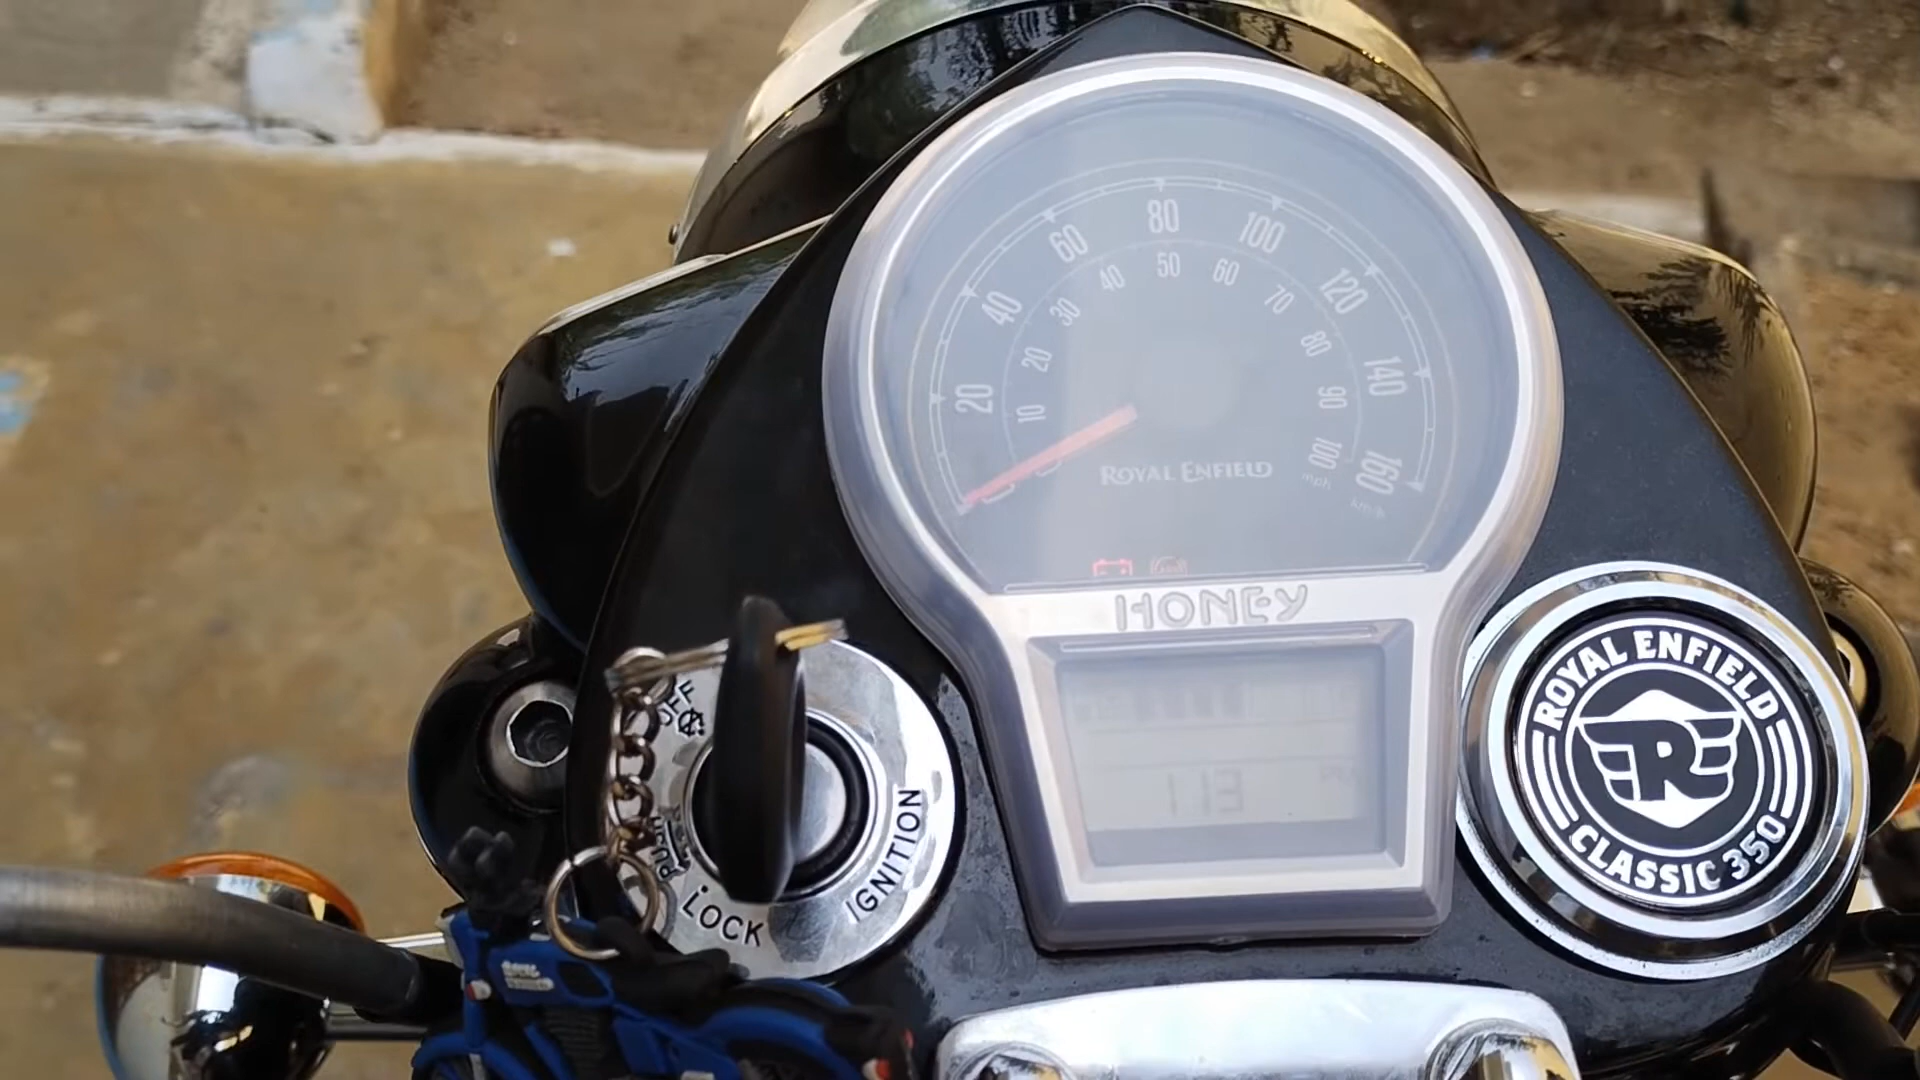 80
60
100
40
120
20
140
160
50
40
60
30
70
20
80
10
90
100
mph
km/h
ROYAL ENFIELD
HONEY
113
OFF
PUSH
LOCK
IGNITION
ROYAL ENFIELD
R
CLASSIC 350